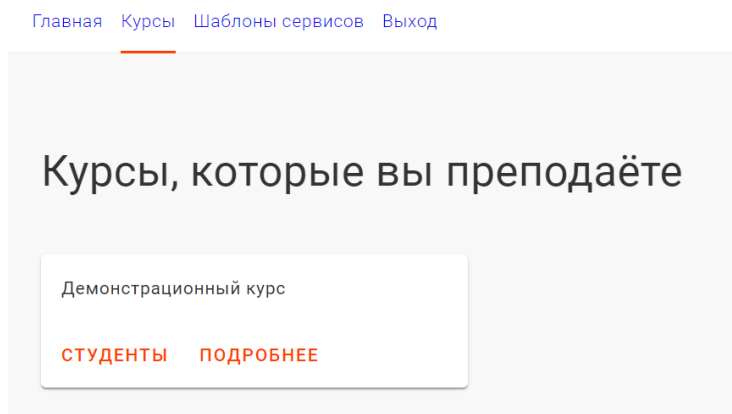 Главная Курсы Шаблоны сервисов Выход
Курсы, которые вы преподаёте
Демонстрационный курс
СТУДЕНТЫ ПОДРОБНЕЕ